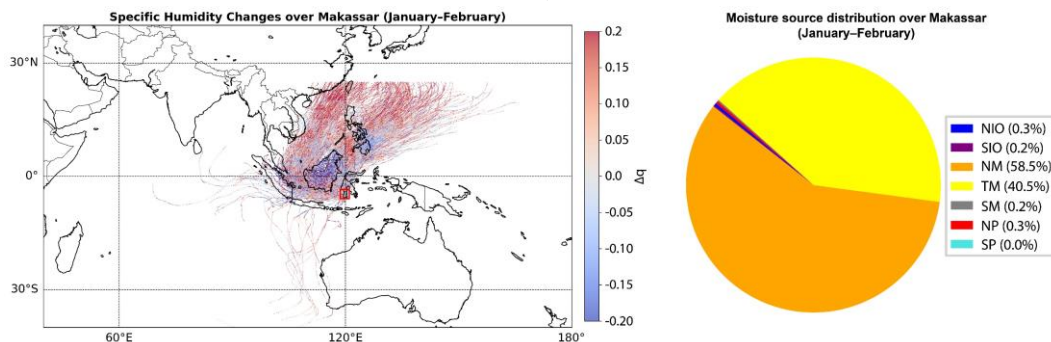 Specific Humidity Changes over Makassar (January–February)
30°N
0°
30°S
60°E
120°E
180°
0.2
0.15
0.10
0.05
0.0
-0.05
-0.10
-0.15
-0.20
Δq
Moisture source distribution over Makassar
(January–February)
NIO (0.3%)
SIO (0.2%)
NM (58.5%)
TM (40.5%)
SM (0.2%)
NP (0.3%)
SP (0.0%)